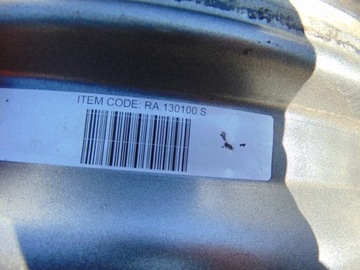 ITEM CODE: RA.130100.S